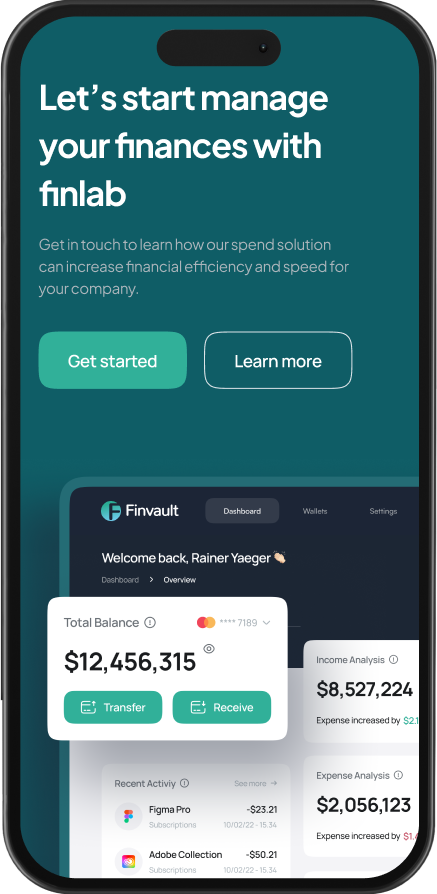 Let’s start manage
your finances with
finlab
Get in touch to learn how our spend solution
can increase financial efficiency and speed for
your company.
Get started
Learn more
Finvault
Dashboard
Wallets
Settings
Welcome back, Rainer Yaeger
Dashboard > Overview
Total Balance
**** 7189
$12,456,315
Transfer
Receive
Income Analysis
$8,527,224
Expense increased by
Expense Analysis
$2,056,123
Expense increased by
Recent Activiy
See more →
Figma Pro
-$23.21
Subscriptions
10/02/22 - 15.34
Adobe Collection
-$50.21
Subscriptions
10/02/22 - 15.34